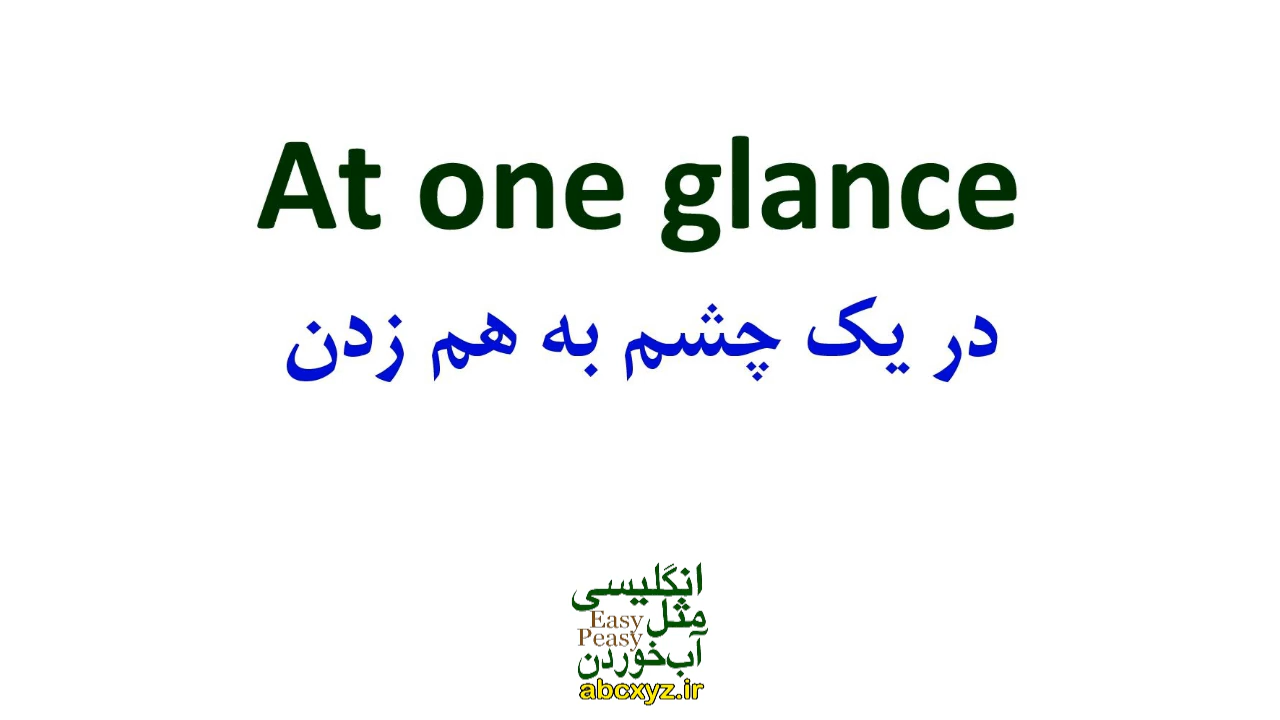 At one glance
در یک چشم به هم زدن
انگلیسی
مثل Easy
Peasy
آب‌خوردن
abcxyz.ir